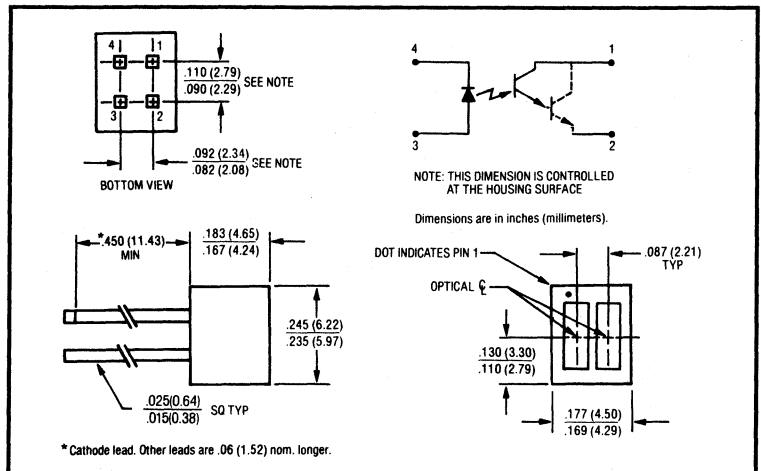 4 1
3 2
.110 (2.79)
.090 (2.29)
SEE NOTE
.092 (2.34)
.082 (2.08)
SEE NOTE
BOTTOM VIEW
4 1
3 2
NOTE: THIS DIMENSION IS CONTROLLED
AT THE HOUSING SURFACE
Dimensions are in inches (millimeters).
*.450 (11.43)
MIN
.183 (4.65)
.167 (4.24)
.245 (6.22)
.235 (5.97)
.025(0.64)
.015(0.38)
SQ TYP
DOT INDICATES PIN 1
OPTICAL ℄
.087 (2.21)
TYP
.130 (3.30)
.110 (2.79)
.177 (4.50)
.169 (4.29)
* Cathode lead. Other leads are .06 (1.52) nom. longer.